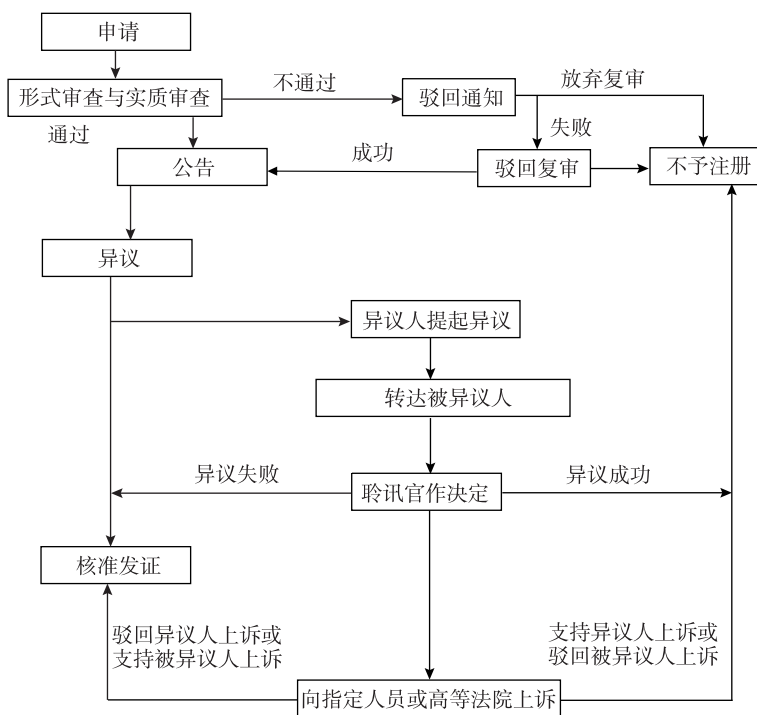 申请
形式审查与实质审查
不通过
驳回通知
放弃复审
通过
失败
公告
成功
驳回复审
不予注册
异议
异议人提起异议
转达被异议人
异议失败
聆讯官作决定
异议成功
核准发证
驳回异议人上诉或
支持被异议人上诉
支持异议人上诉或
驳回被异议人上诉
向指定人员或高等法院上诉